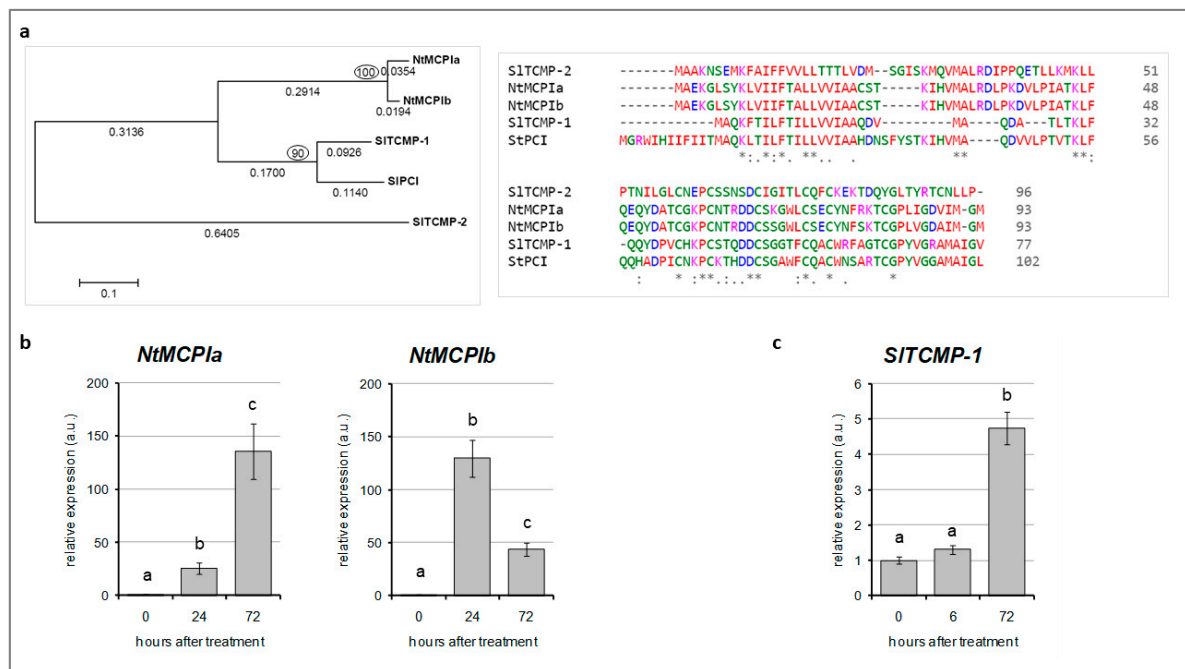 a
NtMCPIa
100
0.0354
0.2914
NtMCPIb
0.0194
0.3136
SlTCMP-1
90
0.0926
0.1700
SlPCI
0.1140
SlTCMP-2
0.6405
0.1
SlTCMP-2 -------MAAKNSEMKFAIFFVVLLTTTLVDM--SGISKMQVMALRDIPPQETLLKMKLL 51
NtMCPIa -------MAEKGLSYKLVIIFTALLVVIAACST-----KIHVMALRDLPKDVLPIATKLF 48
NtMCPIb -------MAEKGLSYKLVIIFTALLVVIAACST-----KIHVMALRDLPKDVLPIATKLF 48
SlTCMP-1 -----------MAQKFTILFTILLVVIAAQDV-------MA----QDA---TLTKLF 32
StPCI MGRWIHIIFIITMAQKLTILFTILLVVIAAHDNSFYSTKIHVMA----QDVVLPTVTKLF 56
*:.*:*. ** . . ** **:
SlTCMP-2 PTNILGLCNEPCSSNSDCIGITLCQFCKEKTDQYGLTYRTCNLLP- 96
NtMCPIa QEQYDATCGKPCNTRDDCSKGWLCSECYNFRKTCGPLIGDVIM-GM 93
NtMCPIb QEQYDATCGKPCNTRDDCSGGWLCSECYNFSKTCGPLIGDAIM-GM 93
SlTCMP-1 -QQYDPVCHKPCSTQDDCSGGTFCQACWRFAGTCGPYVGRAMAIGV 77
StPCI QQHADPICNKPCKTHDDCSGAWFCQACWNSARTCGPYVGGAMAIGL 102
: * :**.:..** :*. * . *
b
NtMCPIa
relative expression (a.u.)
200
150
100
50
0
a
b
c
0 24 72
hours after treatment
NtMCPIb
relative expression (a.u.)
200
150
100
50
0
a
b
c
0 24 72
hours after treatment
c
SlTCMP-1
relative expression (a.u.)
6
5
4
3
2
1
0
a
a
b
0 6 72
hours after treatment